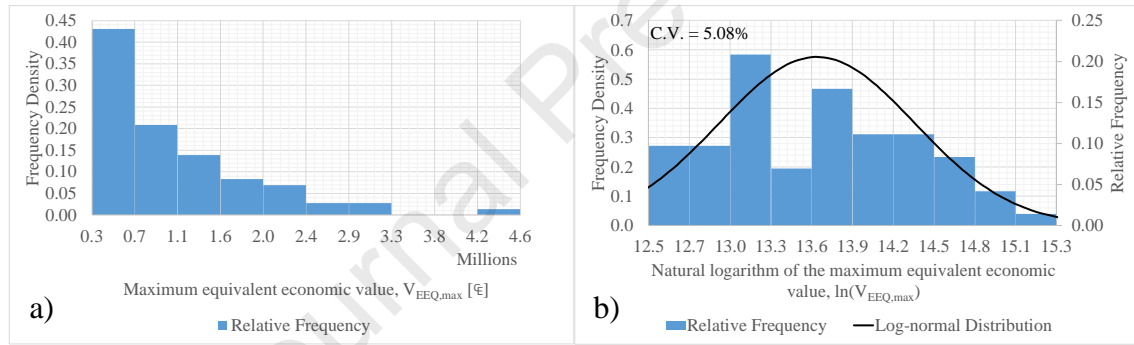 Frequency Density
0.45
0.40
0.35
0.30
0.25
0.20
0.15
0.10
0.05
0.00
0.3 0.7 1.1 1.6 2.0 2.4 2.9 3.3 3.8 4.2 4.6
Millions
Maximum equivalent economic value, V_EEQ,max [₠]
Relative Frequency
a)
C.V. = 5.08%
Frequency Density
0.7
0.6
0.5
0.4
0.3
0.2
0.1
0.0
Relative Frequency
0.25
0.20
0.15
0.10
0.05
0.00
12.5 12.7 13.0 13.3 13.6 13.9 14.2 14.5 14.8 15.1 15.3
Natural logarithm of the maximum equivalent economic
value, ln(V_EEQ,max)
Relative Frequency Log-normal Distribution
b)
Journal Pre